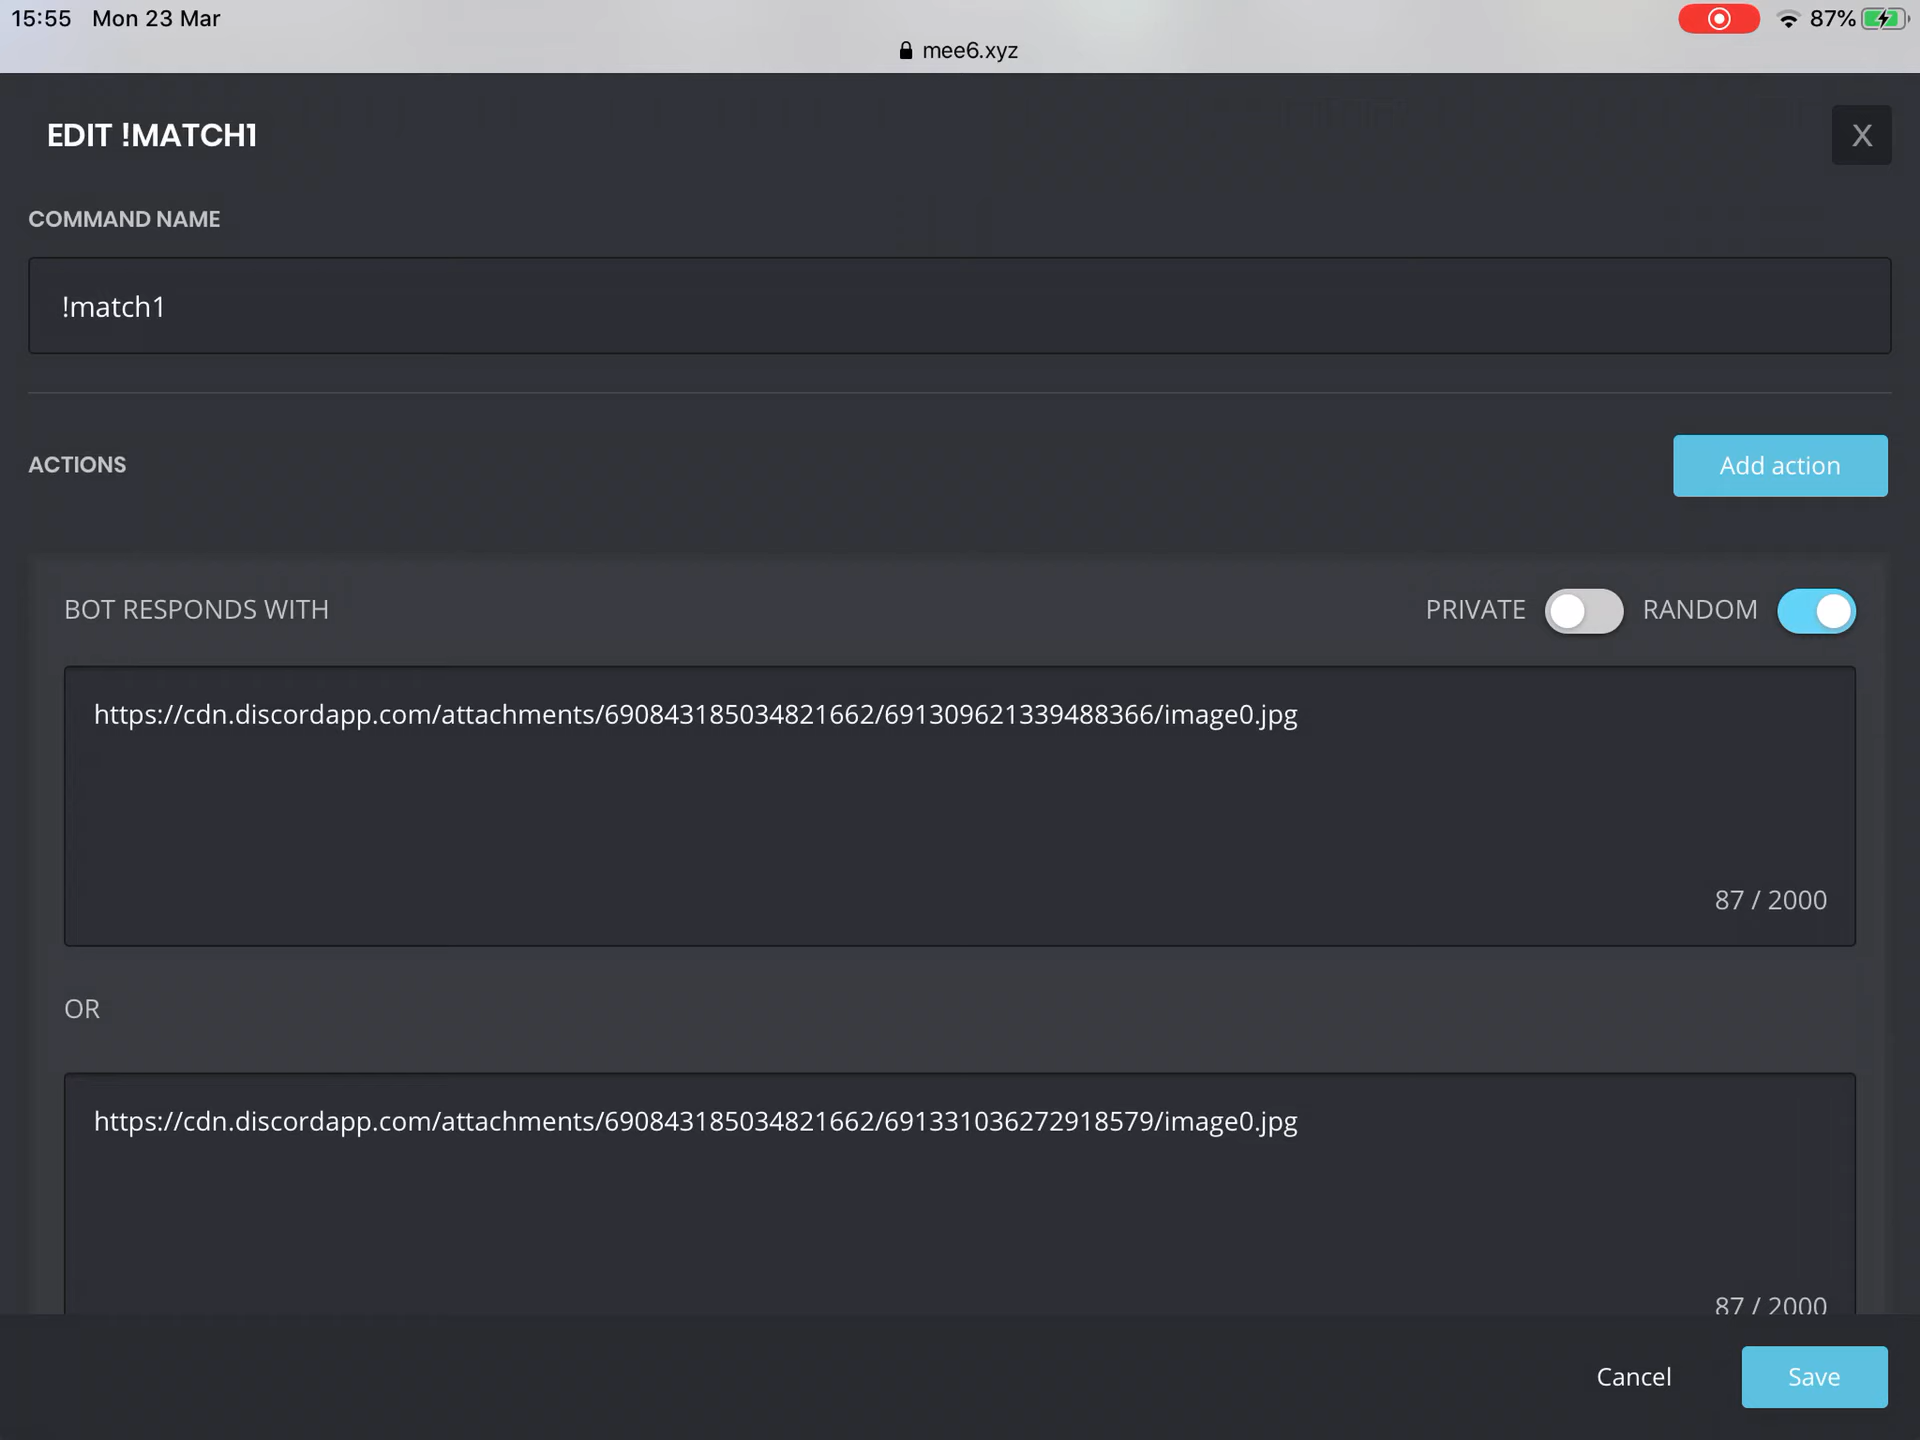 15:55 Mon 23 Mar 87%
mee6.xyz
EDIT !MATCH1 X
COMMAND NAME
!match1
ACTIONS Add action
BOT RESPONDS WITH PRIVATE RANDOM
https://cdn.discordapp.com/attachments/690843185034821662/691309621339488366/image0.jpg
87 / 2000
OR
https://cdn.discordapp.com/attachments/690843185034821662/691331036272918579/image0.jpg
87 / 2000
Cancel Save